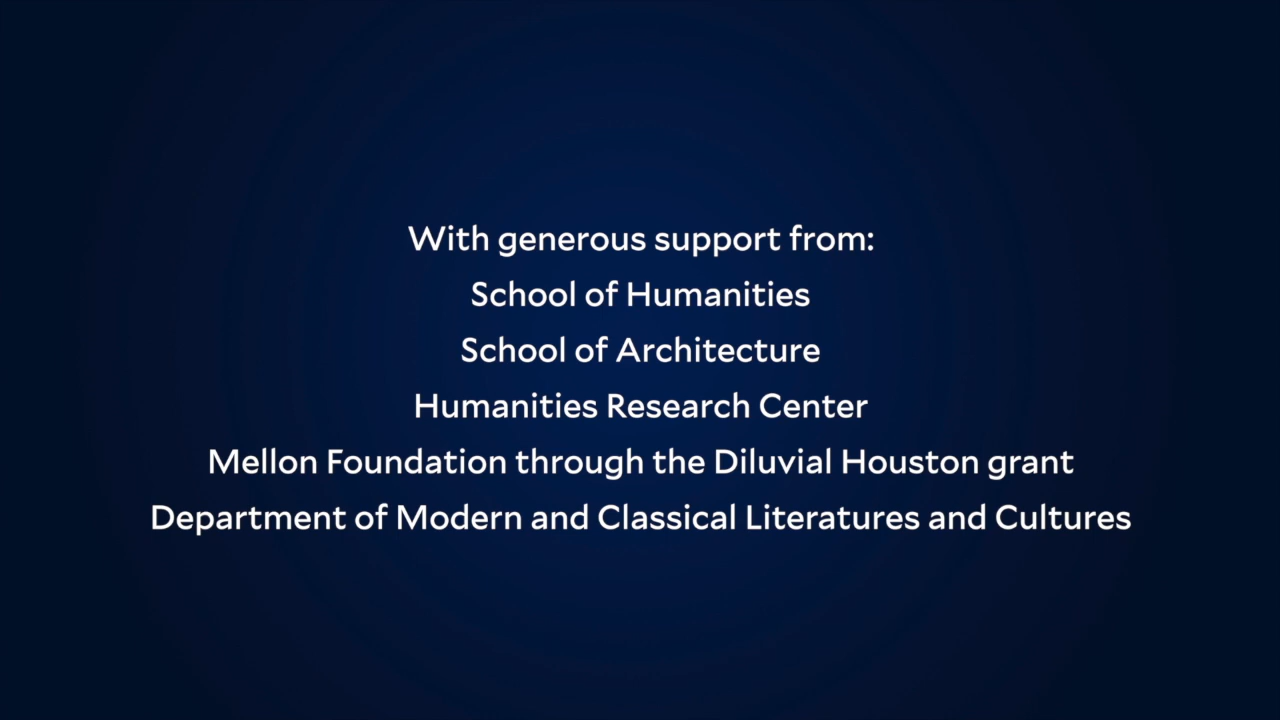 With generous support from:
School of Humanities
School of Architecture
Humanities Research Center
Mellon Foundation through the Diluvial Houston grant
Department of Modern and Classical Literatures and Cultures